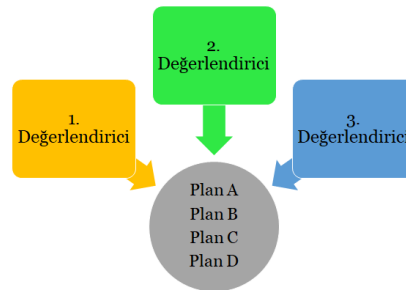 1.
Değerlendirici
2.
Değerlendirici
3.
Değerlendirici
Plan A
Plan B
Plan C
Plan D